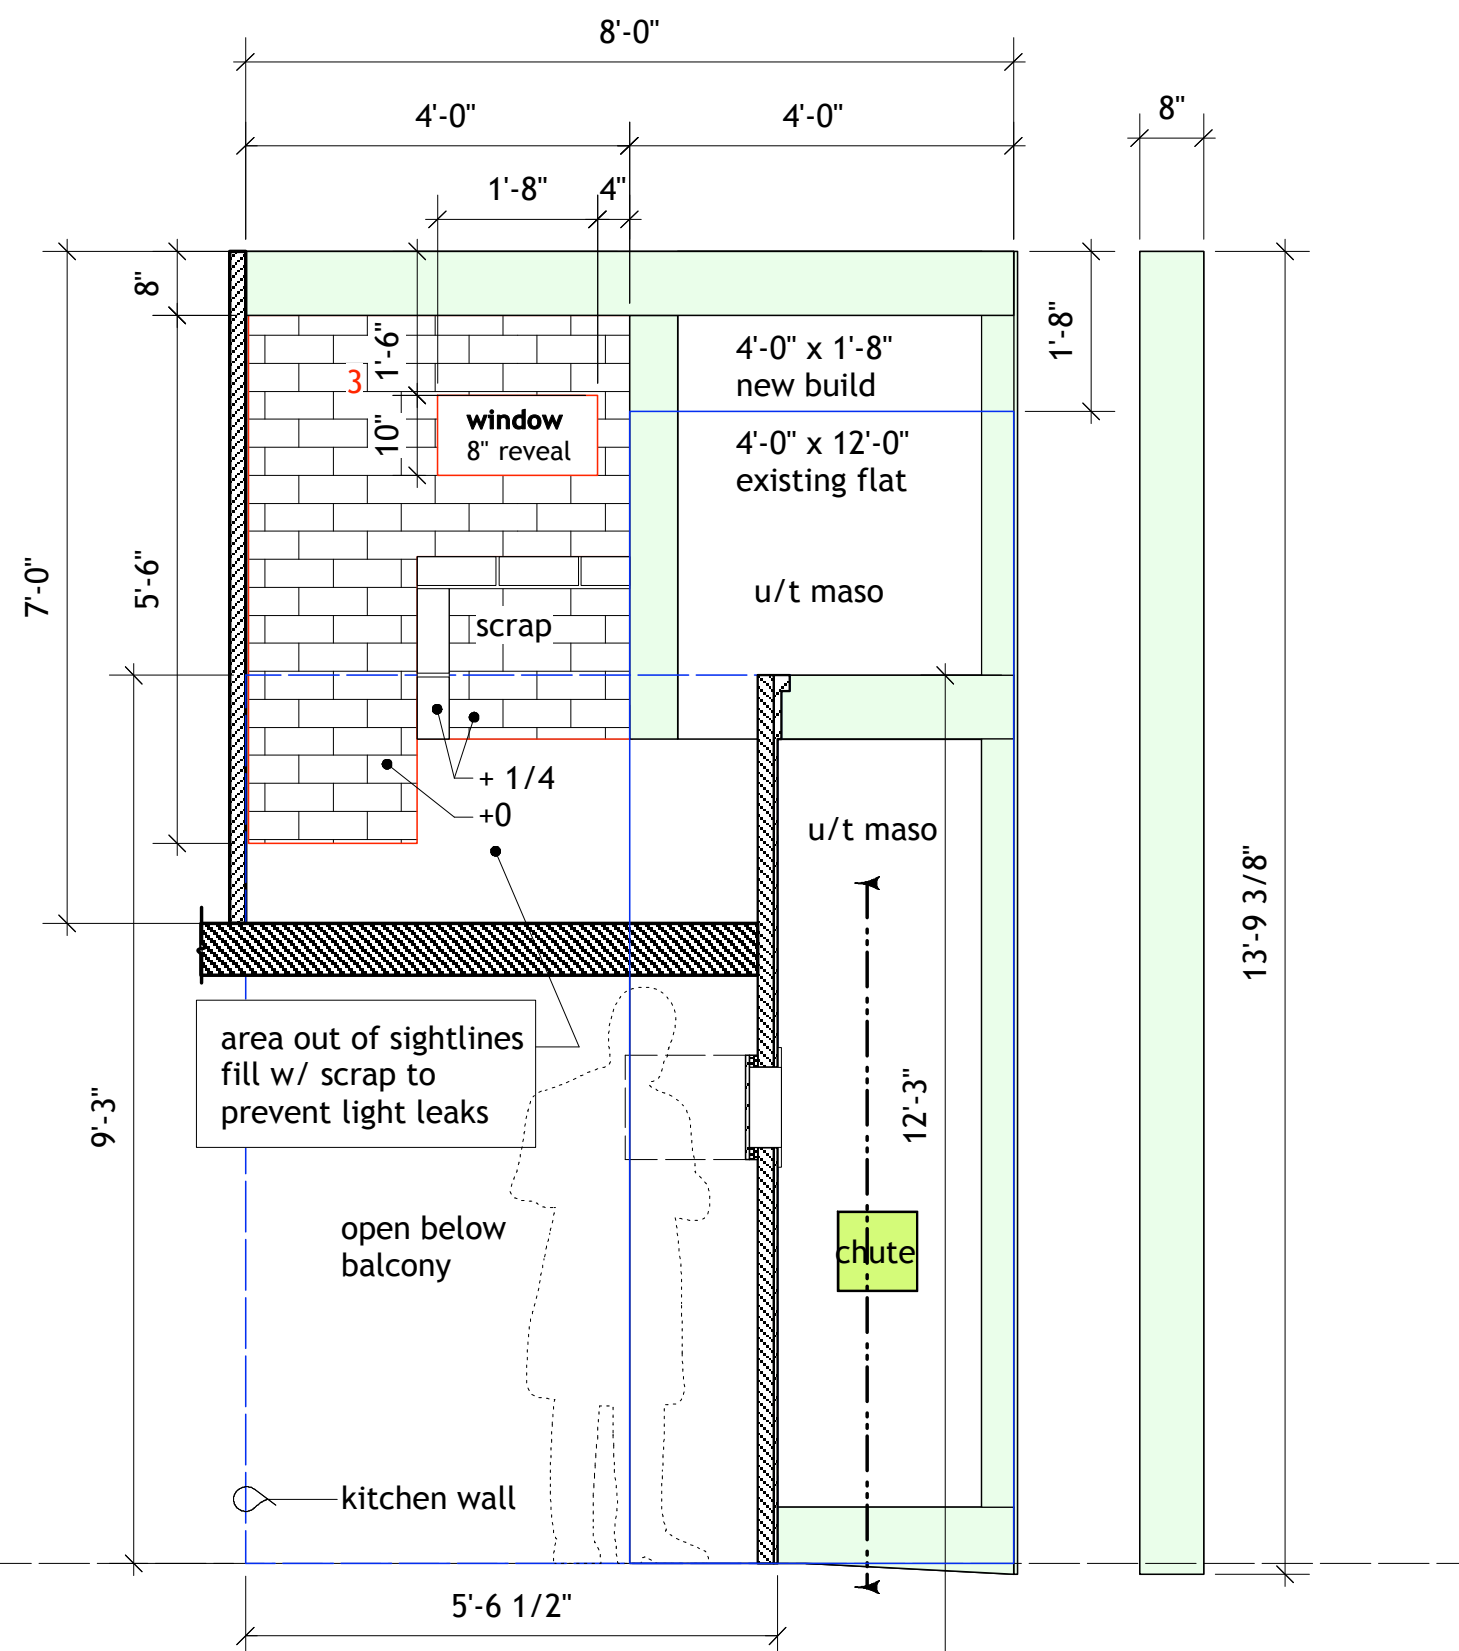 8'-0"
4'-0"
4'-0"
8"
1'-8"
4"
8"
1'-6"
3
window
8" reveal
10"
4'-0" x 1'-8"
new build
1'-8"
4'-0" x 12'-0"
existing flat
7'-0"
5'-6"
u/t maso
scrap
+ 1/4
+0
u/t maso
13'-9 3/8"
area out of sightlines
fill w/ scrap to
prevent light leaks
9'-3"
12'-3"
open below
balcony
chute
kitchen wall
5'-6 1/2"